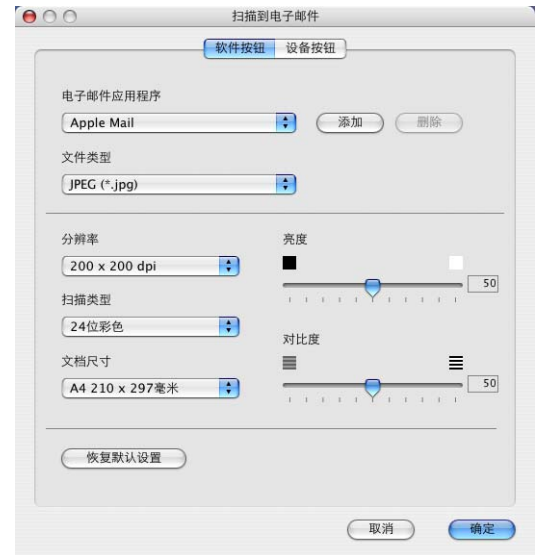 扫描到电子邮件
软件按钮 设备按钮
电子邮件应用程序
Apple Mail 添加 删除
文件类型
JPEG (*.jpg)
分辨率 亮度
200 x 200 dpi 50
扫描类型
24位彩色 对比度
文档尺寸
A4 210 x 297毫米 50
恢复默认设置
取消 确定